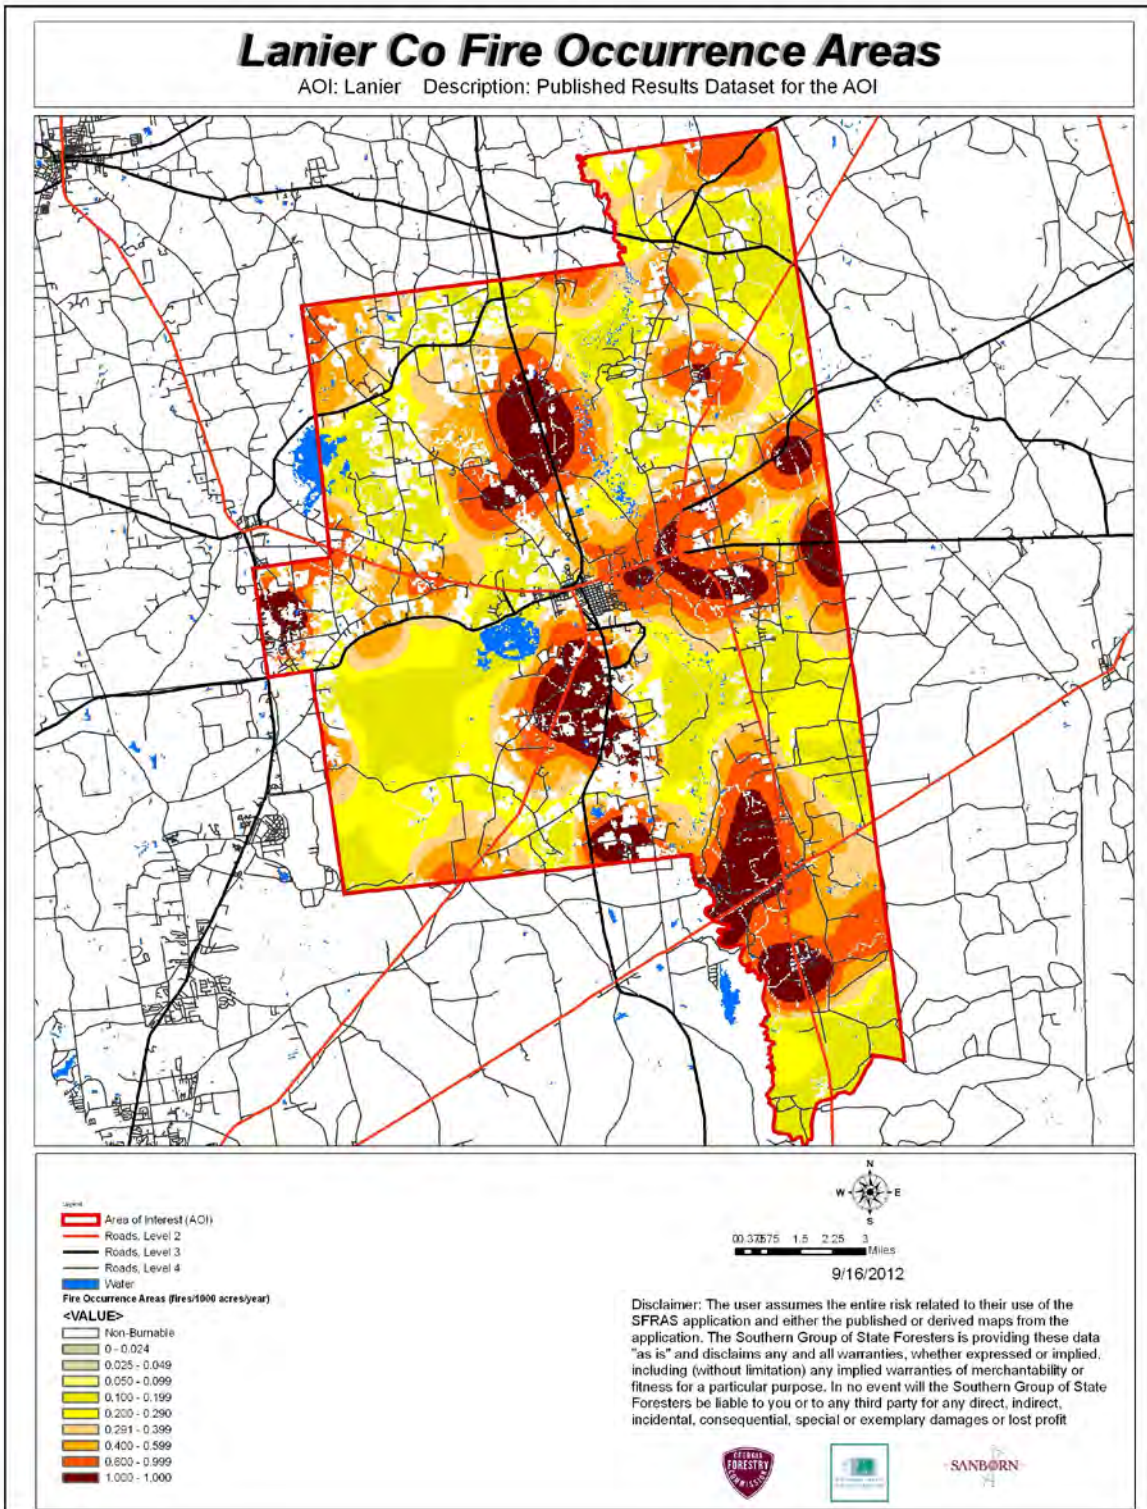 Lanier Co Fire Occurrence Areas
AOI: Lanier Description: Published Results Dataset for the AOI
Legend
Area of Interest (AOI)
Roads, Level 2
Roads, Level 3
Roads, Level 4
Water
Fire Occurrence Areas (fires/1000 acres/year)
<VALUE>
Non-Burnable
0 - 0.024
0.025 - 0.049
0.050 - 0.099
0.100 - 0.199
0.200 - 0.290
0.291 - 0.399
0.400 - 0.599
0.600 - 0.999
1.000 - 1.000
N
W E
S
00.3750.75 1.5 2.25 3
Miles
9/16/2012
Disclaimer: The user assumes the entire risk related to their use of the
SFRAS application and either the published or derived maps from the
application. The Southern Group of State Foresters is providing these data
"as is" and disclaims any and all warranties, whether expressed or implied,
including (without limitation) any implied warranties of merchantability or
fitness for a particular purpose. In no event will the Southern Group of State
Foresters be liable to you or to any third party for any direct, indirect,
incidental, consequential, special or exemplary damages or lost profit
GEORGIA
FORESTRY
COMMISSION
SANBORN